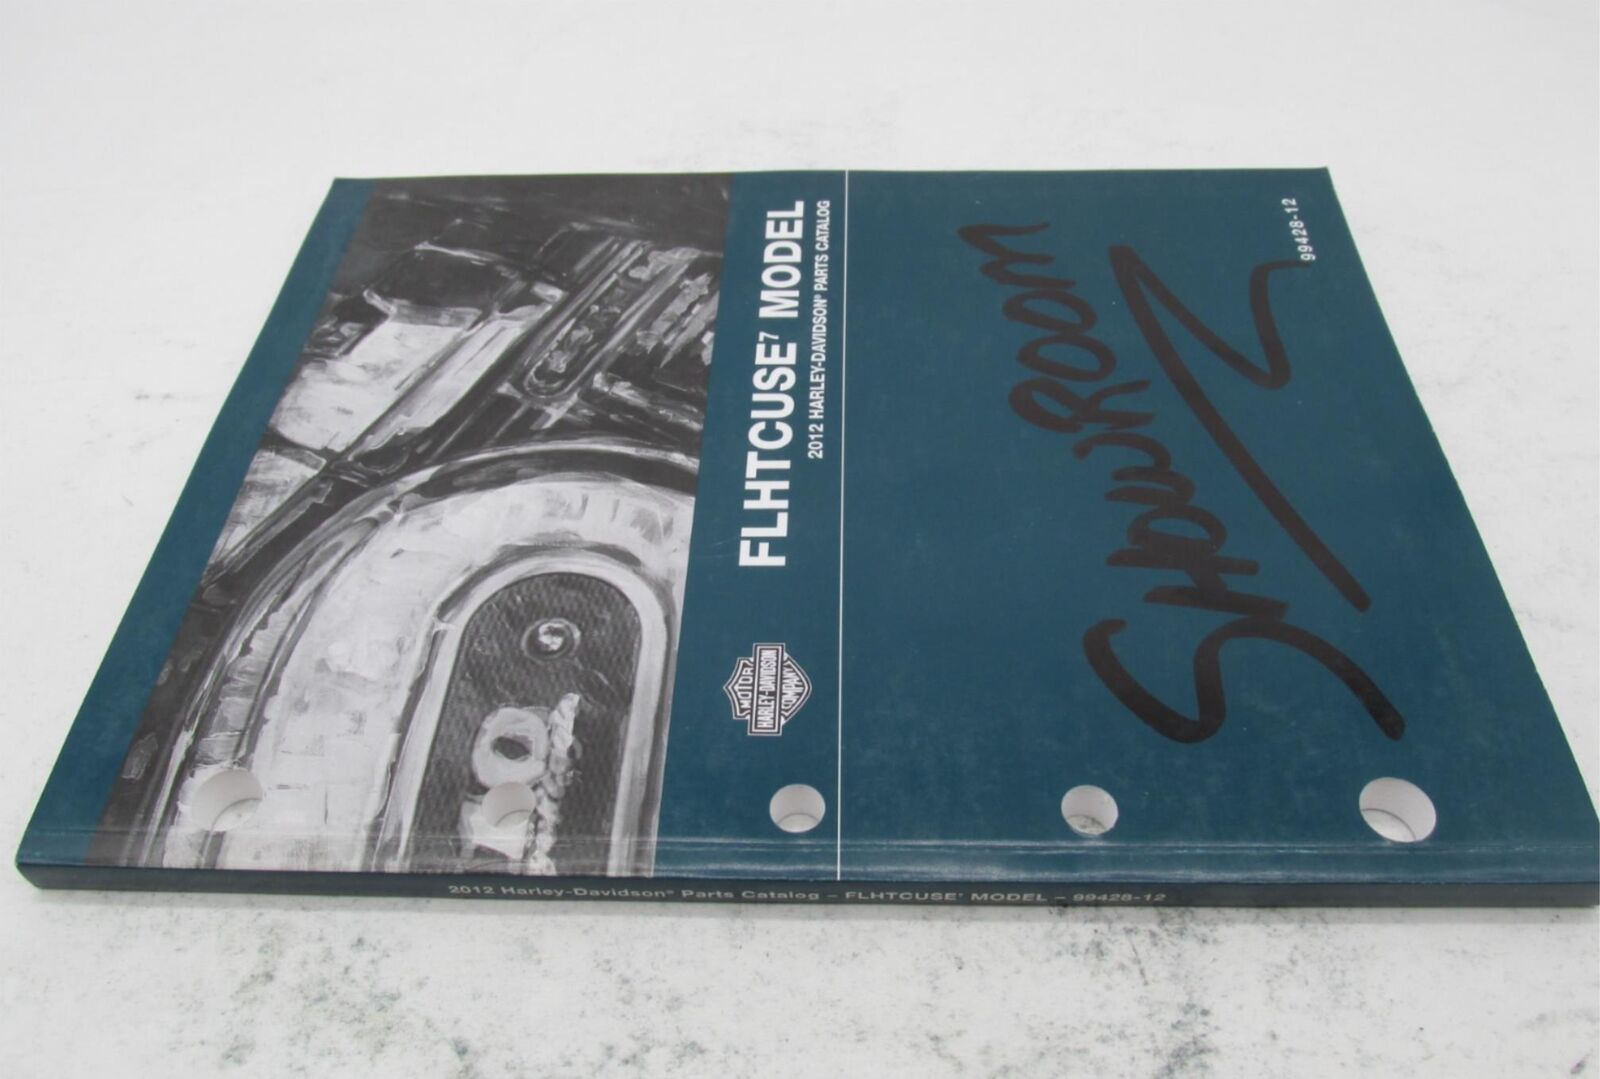 FLHTCUSE⁷ MODEL
2012 HARLEY-DAVIDSON® PARTS CATALOG
MOTOR
HARLEY-DAVIDSON
COMPANY
SHOWROOM
2
99428-12
2012 Harley-Davidson® Parts Catalog – FLHTCUSE⁷ MODEL – 99428-12